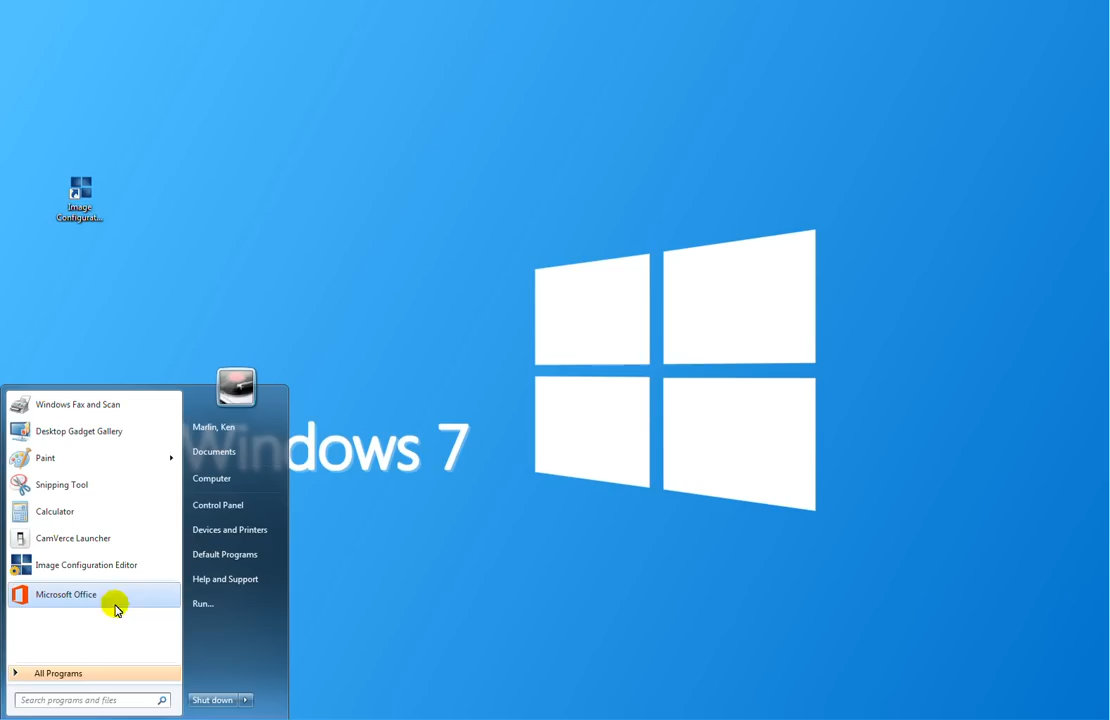 Image
Configurat...
Windows 7
Windows Fax and Scan
Desktop Gadget Gallery
Paint
Snipping Tool
Calculator
CamVerce Launcher
Image Configuration Editor
Microsoft Office
All Programs
Search programs and files
Marlin, Ken
Documents
Computer
Control Panel
Devices and Printers
Default Programs
Help and Support
Run...
Shut down